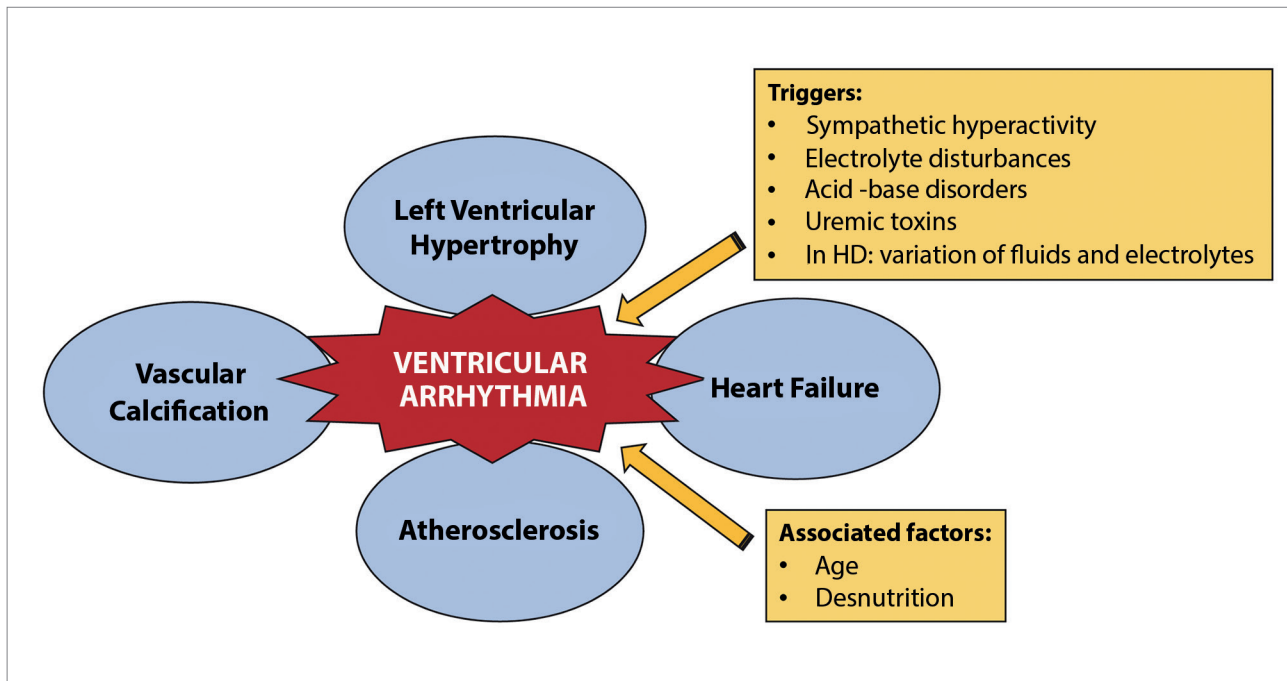 Triggers:
• Sympathetic hyperactivity
• Electrolyte disturbances
• Acid -base disorders
• Uremic toxins
• In HD: variation of fluids and electrolytes
Left Ventricular
Hypertrophy
Vascular
Calcification
VENTRICULAR
ARRHYTHMIA
Heart Failure
Atherosclerosis
Associated factors:
• Age
• Desnutrition